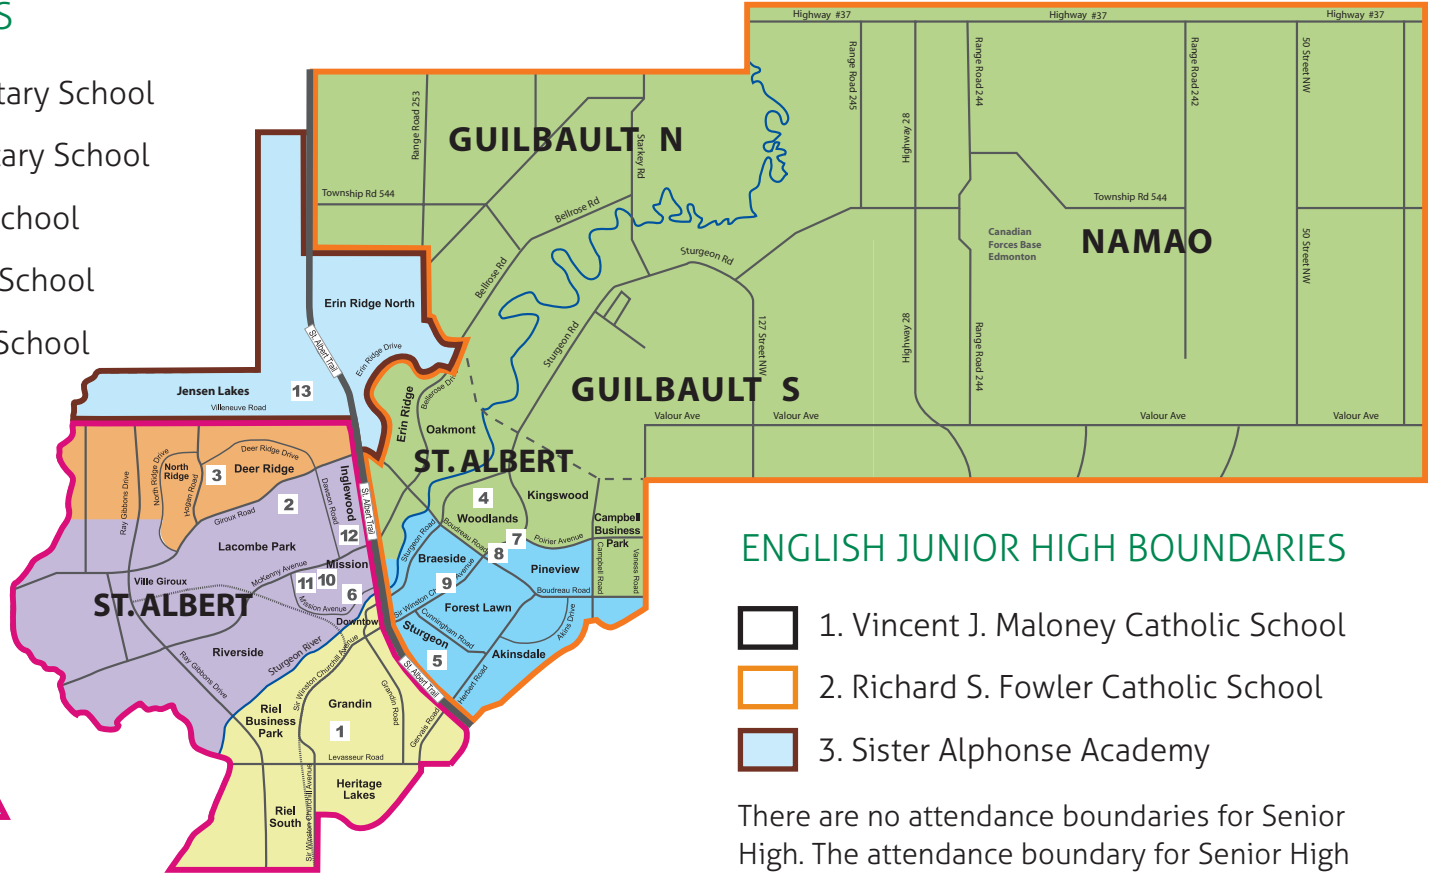 S
tary School
tary School
School
School
School
Highway #37
Highway #37
Highway #37
Range Road 253
Range Road 245
Highway 28
Range Road 244
Range Road 242
50 Street NW
GUILBAULT N
Starkey Rd
Township Rd 544
Bellrose Rd
Township Rd 544
Canadian
Forces Base
Edmonton
NAMAO
50 Street NW
Sturgeon Rd
Bellrose Rd
Erin Ridge North
St. Albert Trail
Erin Ridge Drive
Sturgeon Rd
127 Street NW
Highway 28
Range Road 244
Jensen Lakes
13
Villeneuve Road
Erin Ridge
Bellerose Dri
GUILBAULT S
Valour Ave
Valour Ave
Valour Ave
Valour Ave
Oakmont
ST. ALBERT
Ray Gibbons Drive
North Ridge Drive
North
Ridge
Hogan Road
3
Deer Ridge Drive
Deer Ridge
Inglewood
Dawson Road
St. Albert Trail
2
Giroux Road
12
4
Kingswood
Woodlands
Campbell
Business
Park
7
8
Poirier Avenue
Boudreau Road
Sturgeon Road
Lacombe Park
Mission
McKenny Avenue
11
10
6
Mission Avenue
Ville Giroux
ST. ALBERT
Braeside
9
Sir Winston Ch
Avenue
Pineview
Boudreau Road
Campbell Road
Veness Road
Forest Lawn
Cunningham Road
Akins Drive
Sturgeon
5
Akinsdale
Herbert Road
St. Albert Trail
Downtow
Riverside
Sturgeon River
Ray Gibbons Drive
Sir Winston Churchill Avenue
Riel
Business
Park
Grandin
1
Grandin Road
Gervais Road
Levasseur Road
Heritage
Lakes
Riel
South
Sir Winston Churchill Avenue
ENGLISH JUNIOR HIGH BOUNDARIES
1. Vincent J. Maloney Catholic School
2. Richard S. Fowler Catholic School
3. Sister Alphonse Academy
There are no attendance boundaries for Senior
High. The attendance boundary for Senior High